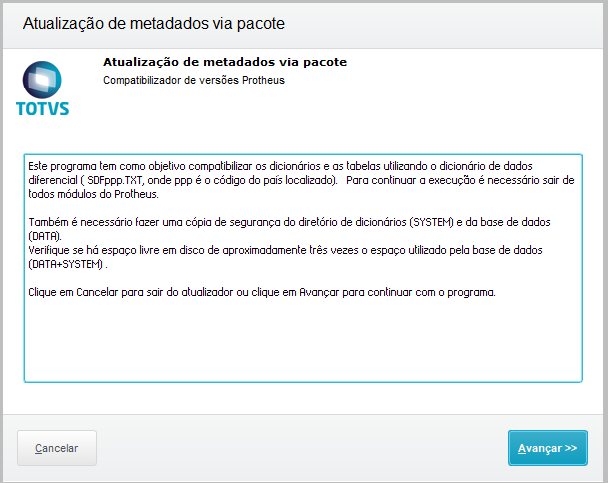 Atualização de metadados via pacote
Atualização de metadados via pacote
Compatibilizador de versões Protheus
TOTVS
Este programa tem como objetivo compatibilizar os dicionários e as tabelas utilizando o dicionário de dados
diferencial ( SDFppp.TXT, onde ppp é o código do país localizado).   Para continuar a execução é necessário sair de
todos módulos do Protheus.
Também é necessário fazer uma cópia de segurança do diretório de dicionários (SYSTEM) e da base de dados
(DATA).
Verifique se há espaço livre em disco de aproximadamente três vezes o espaço utilizado pela base de dados
(DATA+SYSTEM) .
Clique em Cancelar para sair do atualizador ou clique em Avançar para continuar com o programa.
Cancelar
Avançar >>